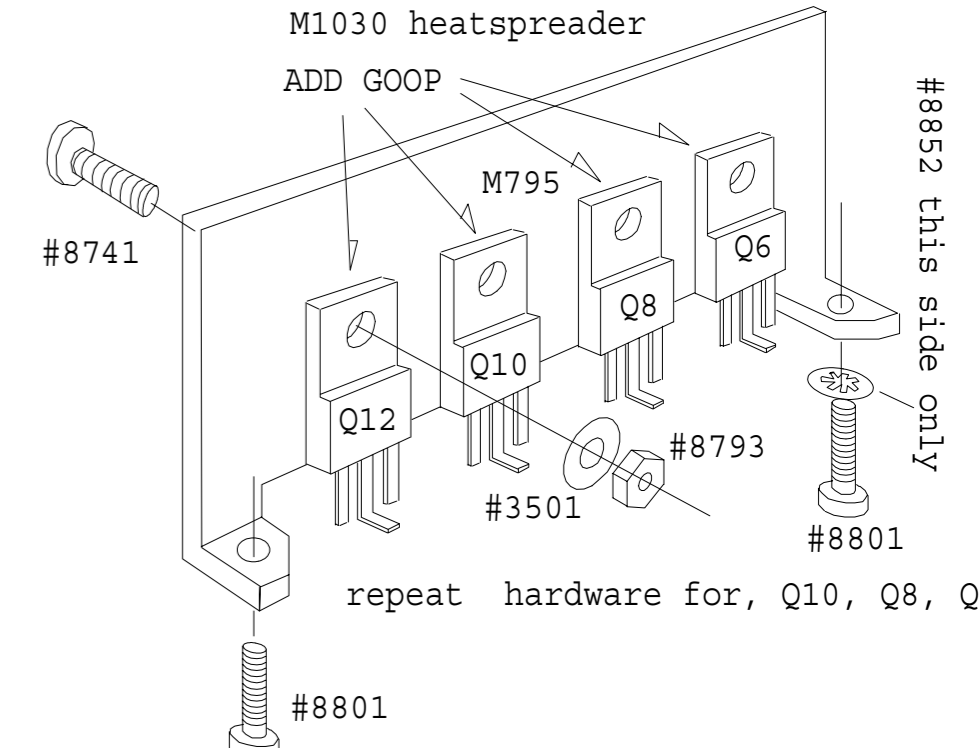 M1030 heatspreader
ADD GOOP
#8852 this side only
M795
#8741
Q6
Q8
Q10
Q12
#8793
#3501
#8801
repeat hardware for, Q10, Q8, Q
#8801